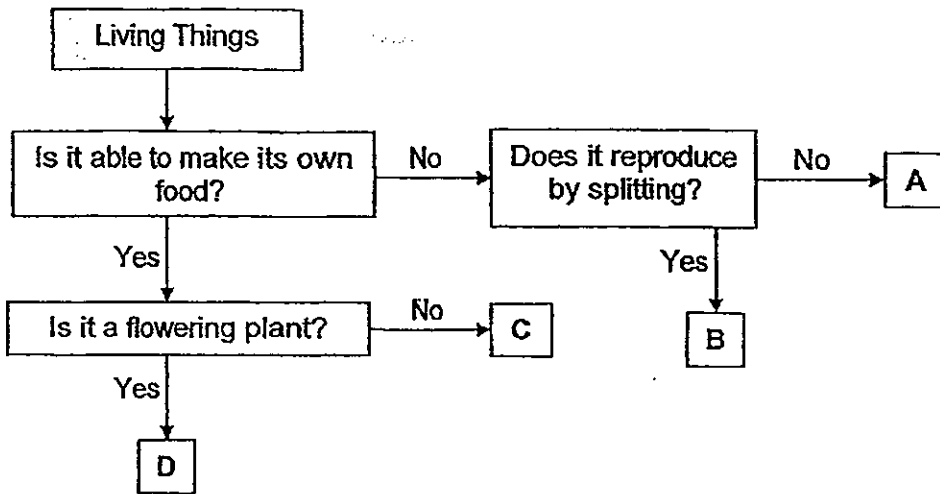 Living Things
Is it able to make its own
food?
No
Does it reproduce
by splitting?
No
A
Yes
Yes
Is it a flowering plant?
No
C
B
Yes
D